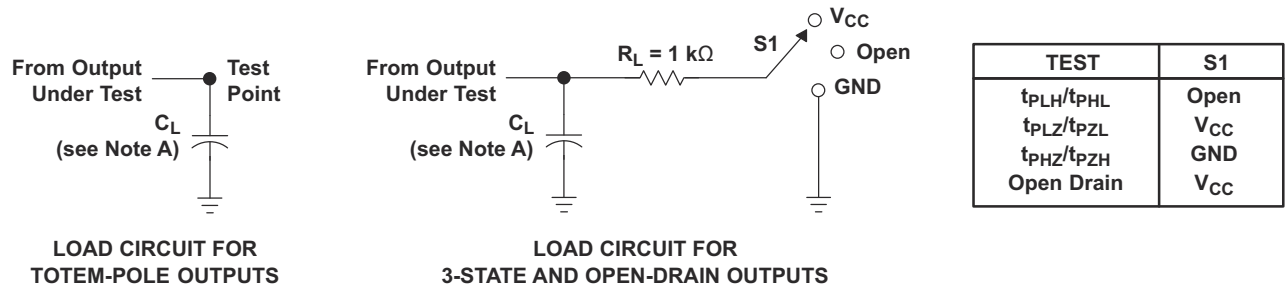 From Output
Under Test
Test
Point
C_L
(see Note A)
LOAD CIRCUIT FOR
TOTEM-POLE OUTPUTS
From Output
Under Test
R_L = 1 kΩ
S1
V_CC
Open
GND
C_L
(see Note A)
LOAD CIRCUIT FOR
3-STATE AND OPEN-DRAIN OUTPUTS
TEST S1
t_PLH/t_PHL Open
t_PLZ/t_PZL V_CC
t_PHZ/t_PZH GND
Open Drain V_CC